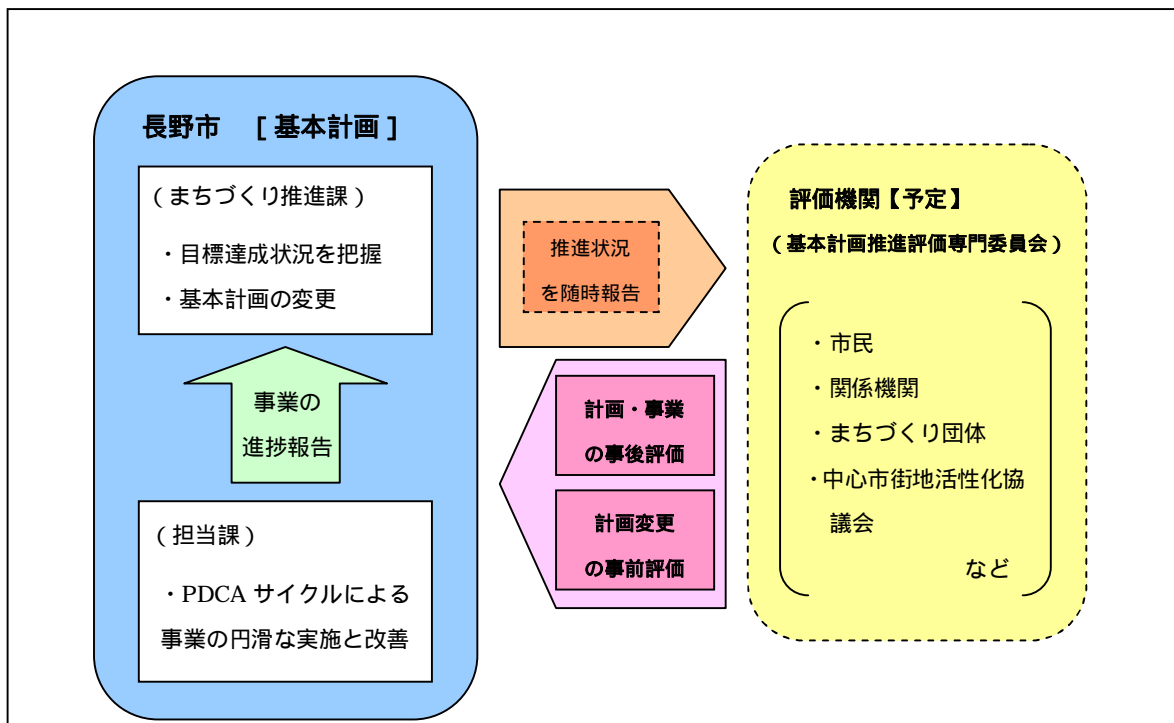 長野市　[ 基本計画 ]
( まちづくり推進課 )
・目標達成状況を把握
・基本計画の変更
事業の
進捗報告
( 担当課 )
・PDCA サイクルによる
事業の円滑な実施と改善
推進状況
を随時報告
計画・事業
の事後評価
計画変更
の事前評価
評価機関【予定】
( 基本計画推進評価専門委員会 )
・市民
・関係機関
・まちづくり団体
・中心市街地活性化協
議会
など